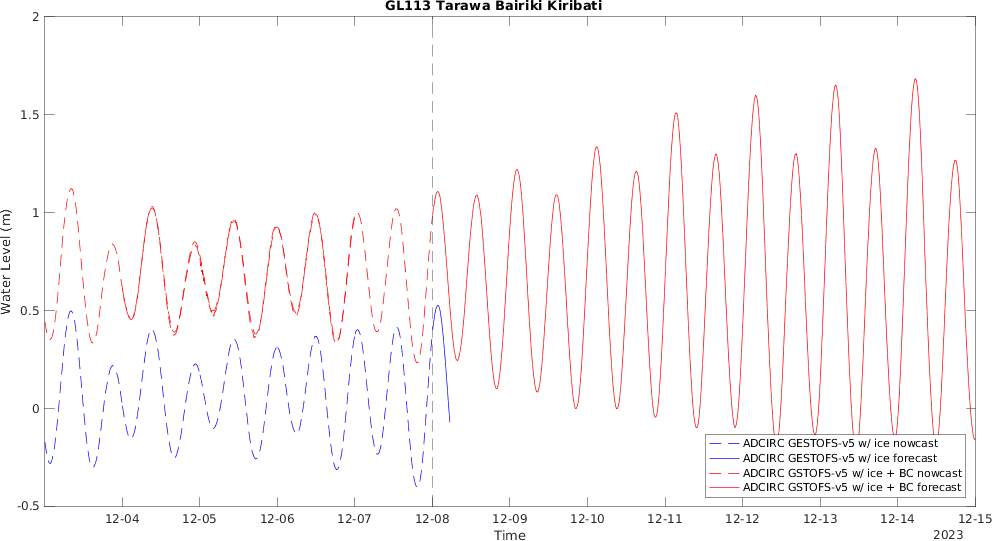 GL113 Tarawa Bairiki Kiribati
2
1.5
1
0.5
0
-0.5
Water Level (m)
ADCIRC GESTOFS-v5 w/ ice nowcast
ADCIRC GESTOFS-v5 w/ ice forecast
ADCIRC GSTOFS-v5 w/ ice + BC nowcast
ADCIRC GSTOFS-v5 w/ ice + BC forecast
12-04 12-05 12-06 12-07 12-08 12-09 12-10 12-11 12-12 12-13 12-14 12-15
Time
2023